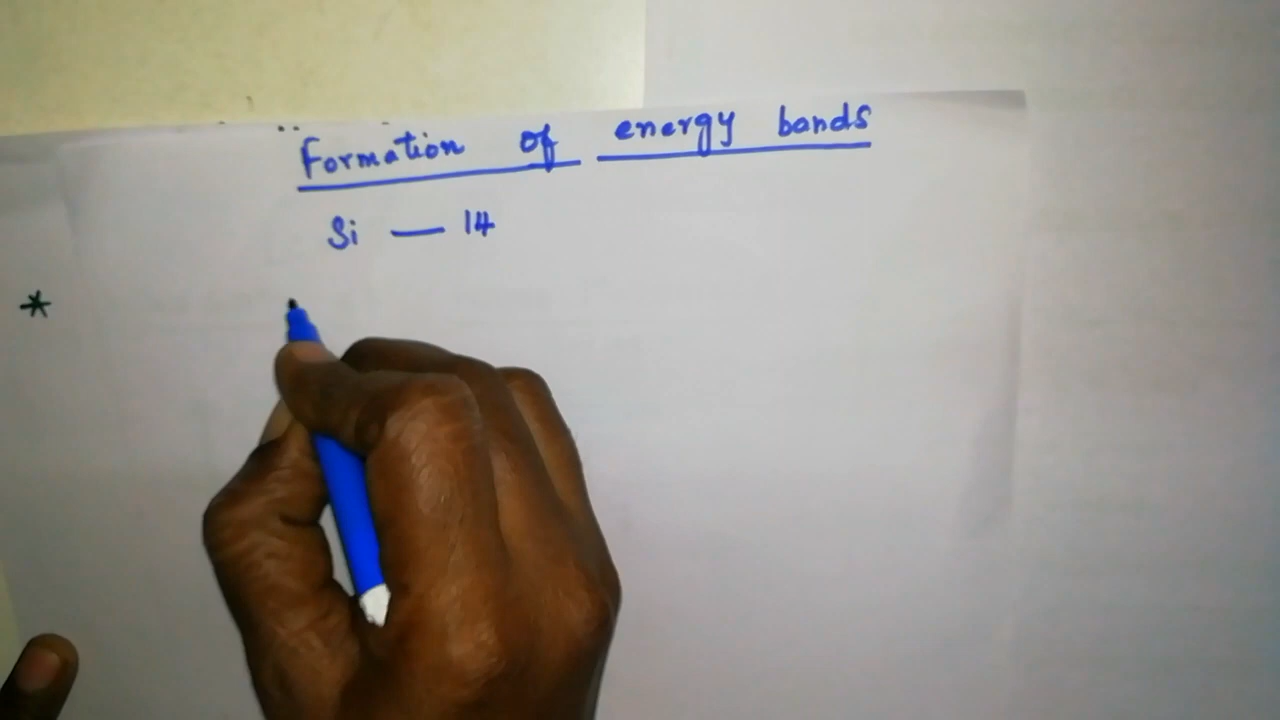 Formation of energy bands
Si — 14
*